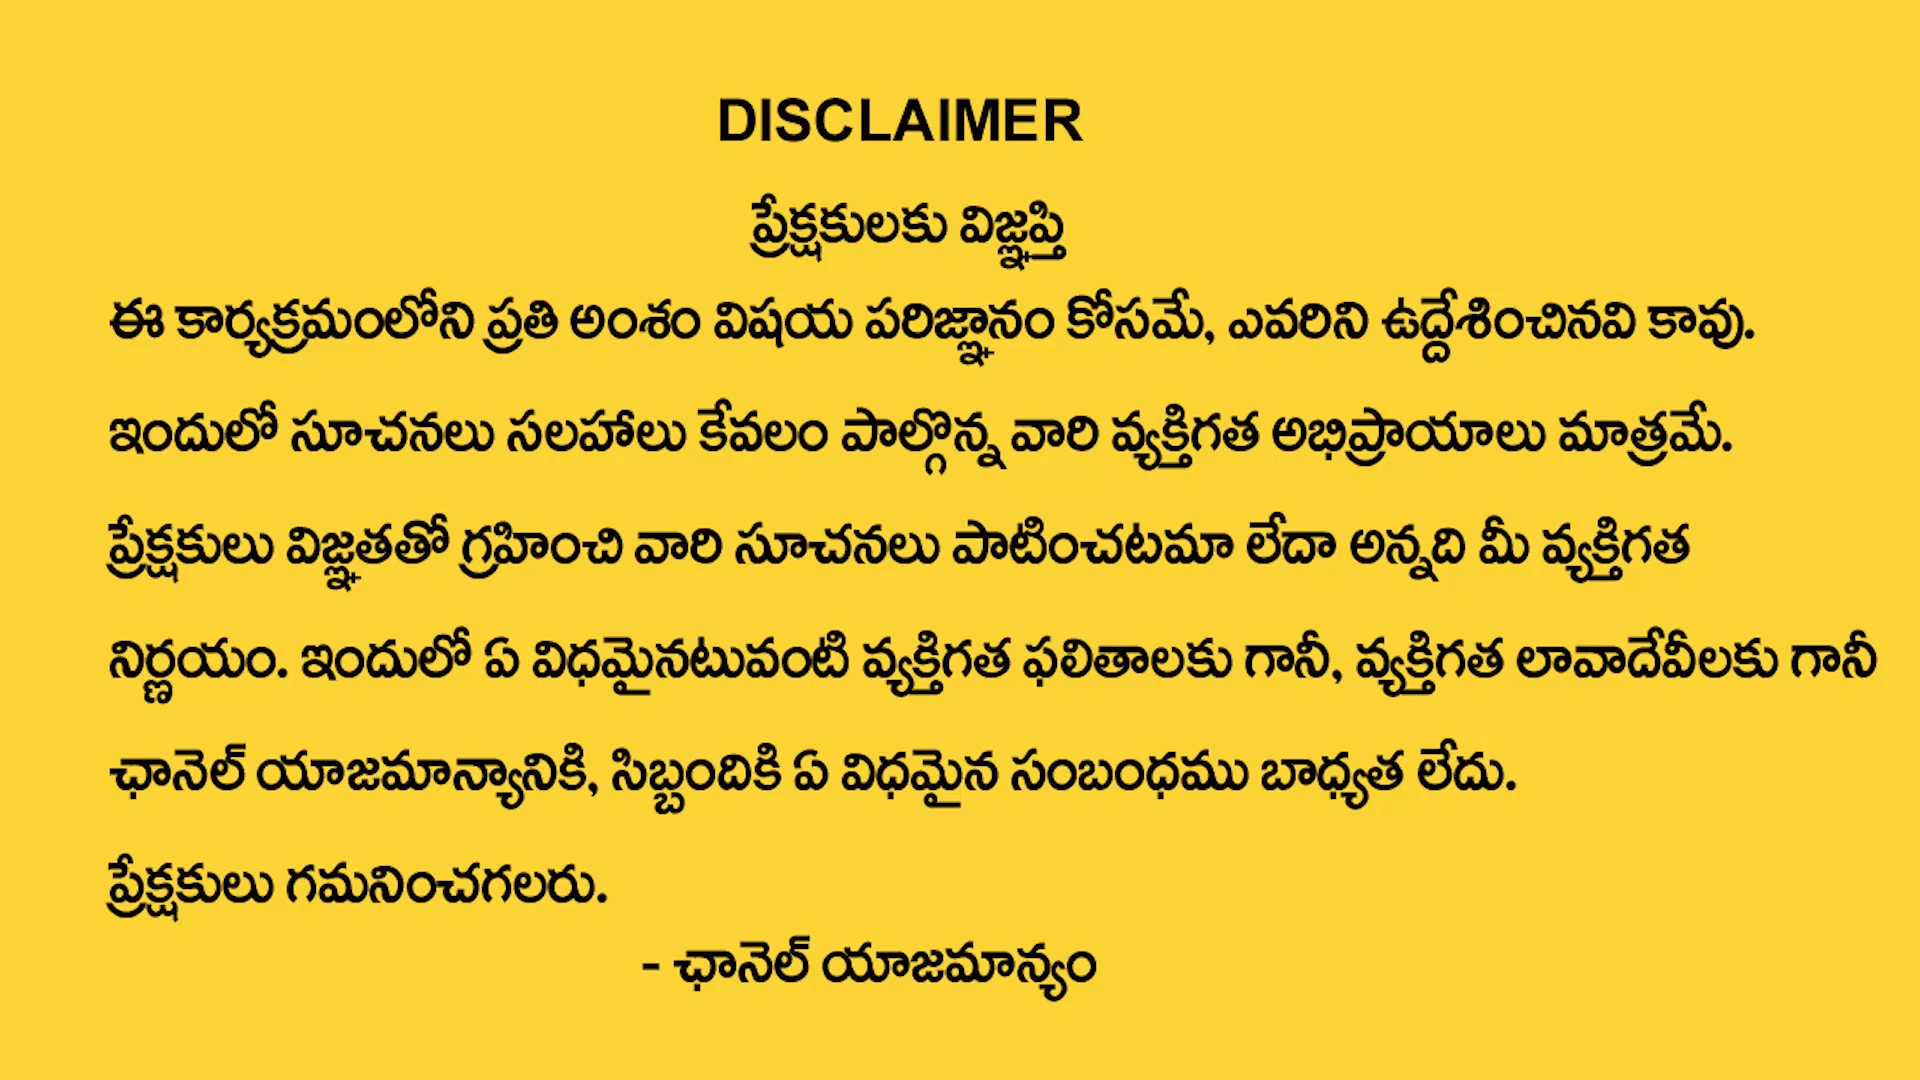 DISCLAIMER
ప్రేక్షకులకు విజ్ఞప్తి
ఈ కార్యక్రమంలోని ప్రతి అంశం విషయ పరిజ్ఞానం కోసమే, ఎవరిని ఉద్దేశించినవి కావు.
ఇందులో సూచనలు సలహాలు కేవలం పాల్గొన్న వారి వ్యక్తిగత అభిప్రాయాలు మాత్రమే.
ప్రేక్షకులు విజ్ఞతతో గ్రహించి వారి సూచనలు పాటించటమా లేదా అన్నది మీ వ్యక్తిగత
నిర్ణయం. ఇందులో ఏ విధమైనటువంటి వ్యక్తిగత ఫలితాలకు గానీ, వ్యక్తిగత లావాదేవీలకు గానీ
ఛానెల్ యాజమాన్యానికి, సిబ్బందికి ఏ విధమైన సంబంధము బాధ్యత లేదు.
ప్రేక్షకులు గమనించగలరు.
- ఛానెల్ యాజమాన్యం